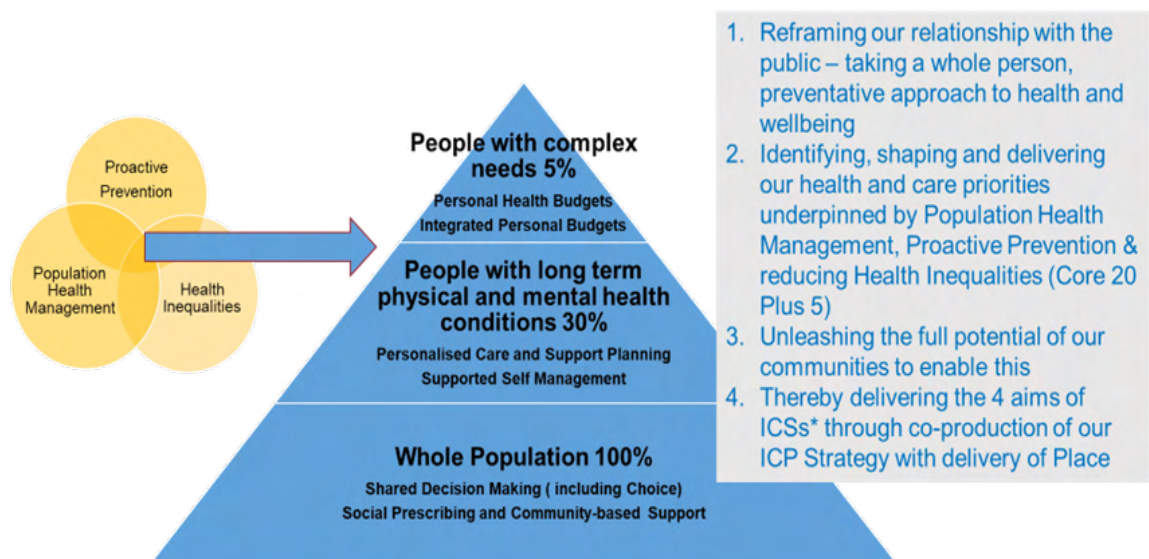 Proactive
Prevention
Population
Health
Management
Health
Inequalities
People with complex
needs 5%
Personal Health Budgets
Integrated Personal Budgets
People with long term
physical and mental health
conditions 30%
Personalised Care and Support Planning
Supported Self Management
Whole Population 100%
Shared Decision Making ( including Choice)
Social Prescribing and Community-based Support
1. Reframing our relationship with the
public – taking a whole person,
preventative approach to health and
wellbeing
2. Identifying, shaping and delivering
our health and care priorities
underpinned by Population Health
Management, Proactive Prevention &
reducing Health Inequalities (Core 20
Plus 5)
3. Unleashing the full potential of our
communities to enable this
4. Thereby delivering the 4 aims of
ICSs* through co-production of our
ICP Strategy with delivery of Place